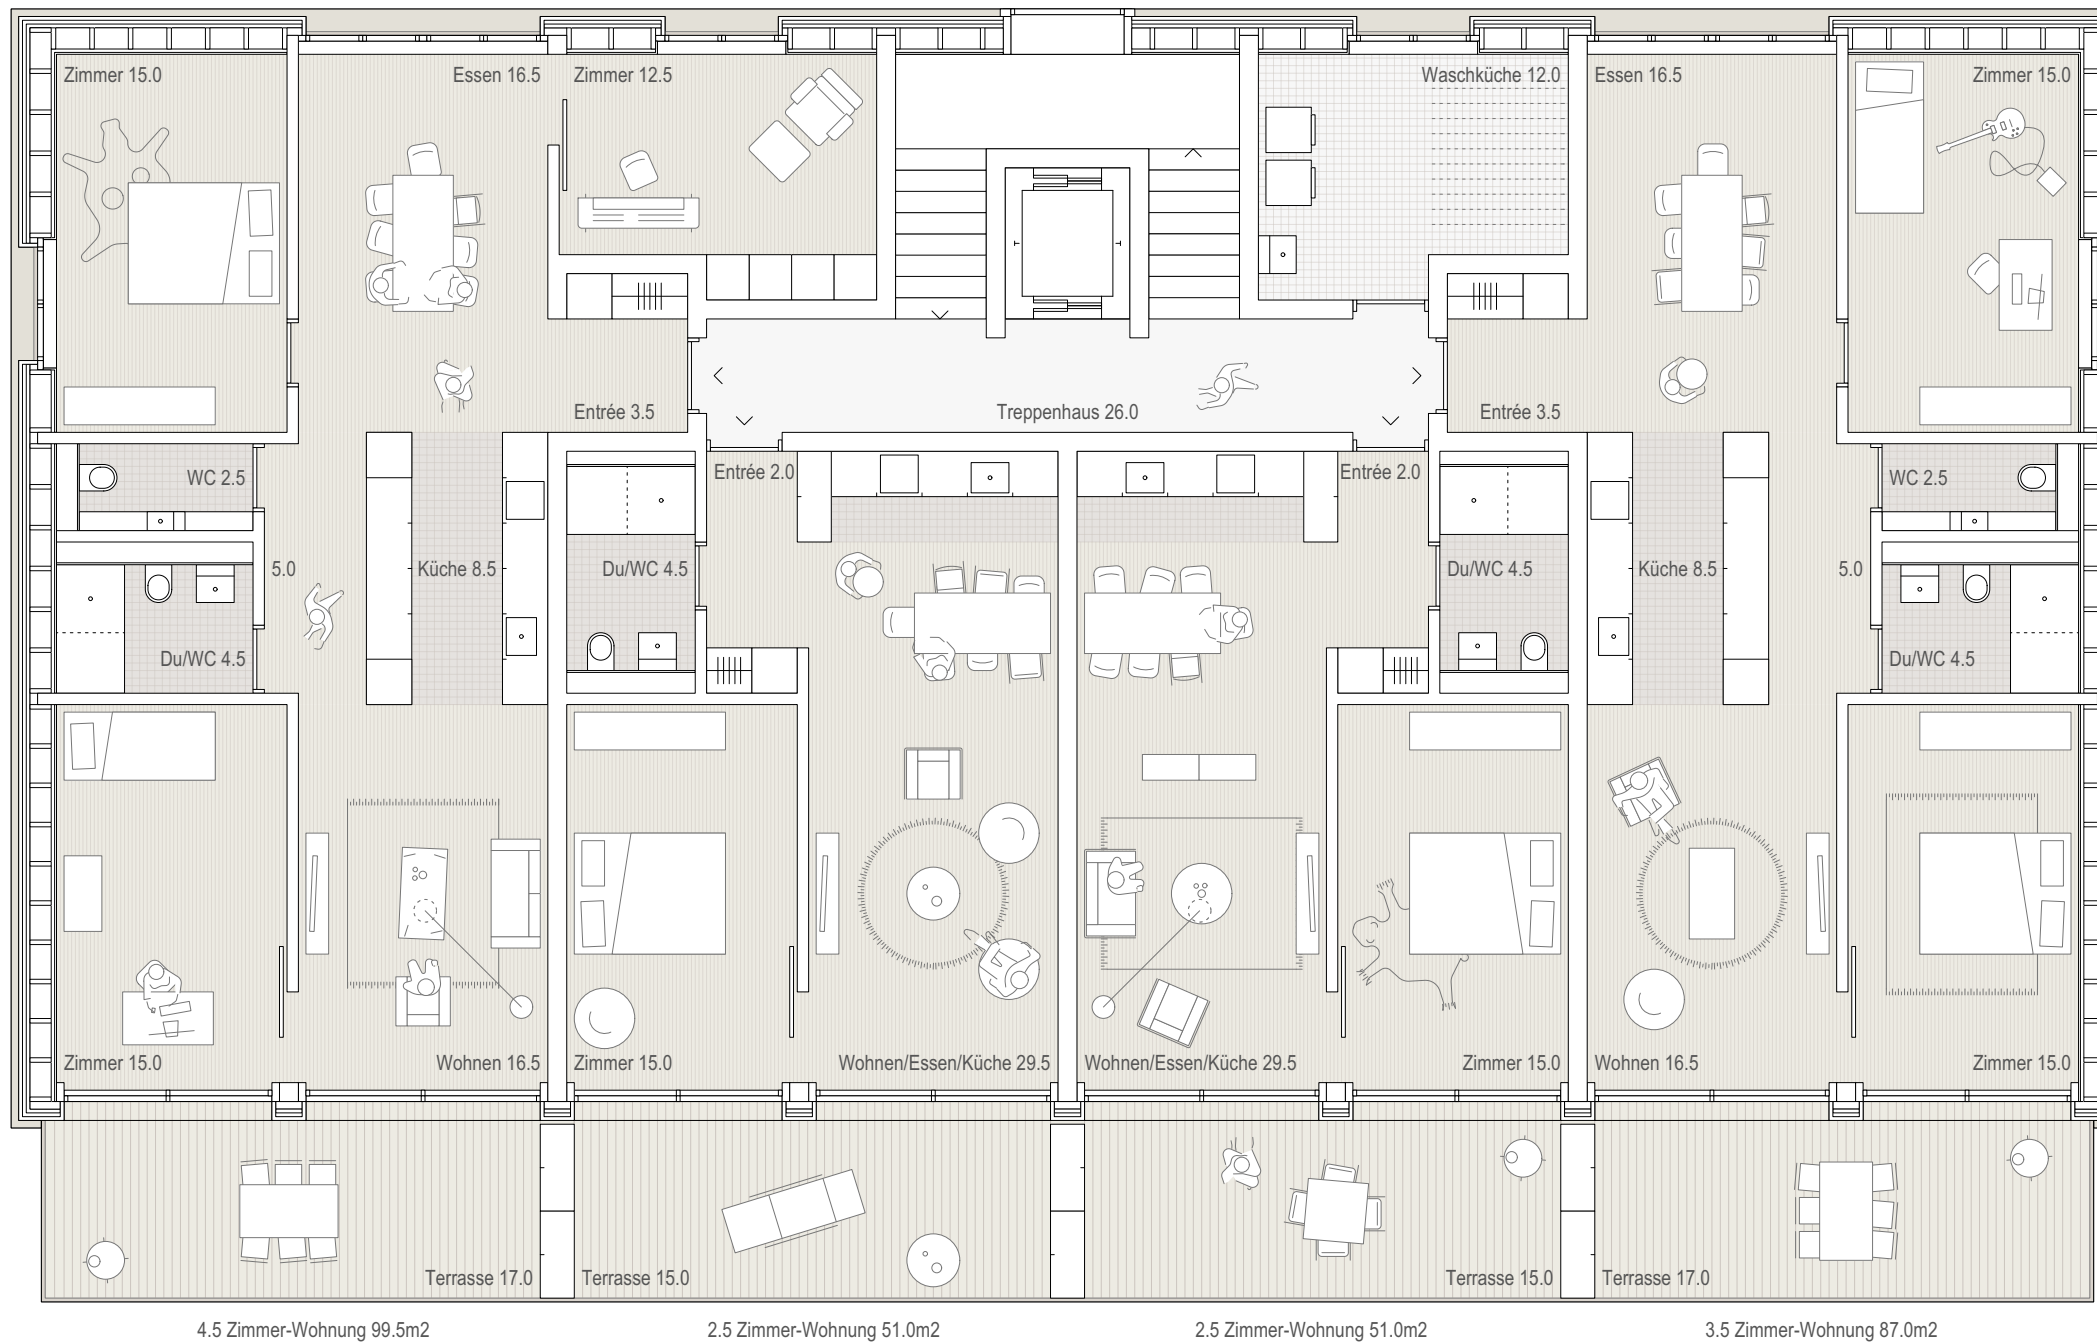 Zimmer 15.0
Essen 16.5
Zimmer 12.5
Waschküche 12.0
Essen 16.5
Zimmer 15.0
Entrée 3.5
Treppenhaus 26.0
Entrée 3.5
WC 2.5
Entrée 2.0
Entrée 2.0
WC 2.5
5.0
Küche 8.5
Du/WC 4.5
Du/WC 4.5
Küche 8.5
5.0
Du/WC 4.5
Du/WC 4.5
Zimmer 15.0
Wohnen 16.5
Zimmer 15.0
Wohnen/Essen/Küche 29.5
Wohnen/Essen/Küche 29.5
Zimmer 15.0
Wohnen 16.5
Zimmer 15.0
Terrasse 17.0
Terrasse 15.0
Terrasse 15.0
Terrasse 17.0
4.5 Zimmer-Wohnung 99.5m2
2.5 Zimmer-Wohnung 51.0m2
2.5 Zimmer-Wohnung 51.0m2
3.5 Zimmer-Wohnung 87.0m2